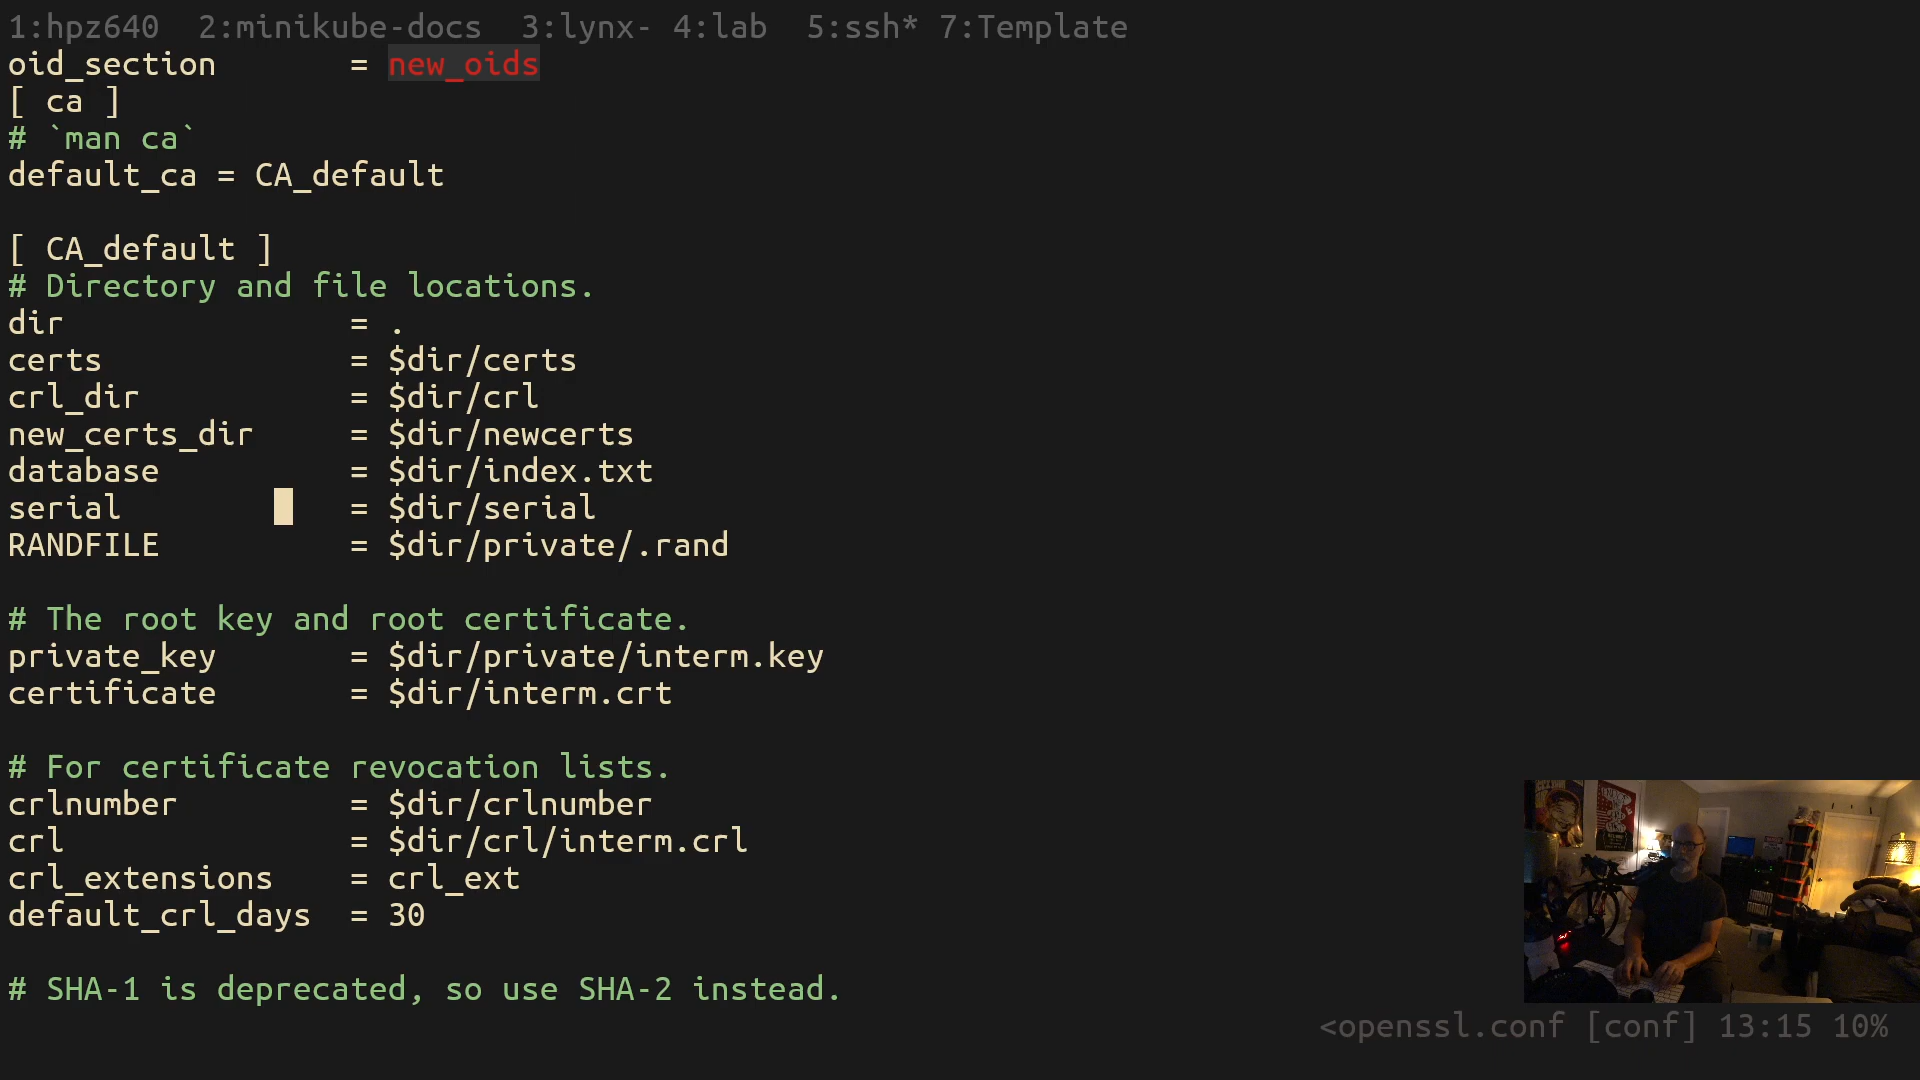 1:hpz640  2:minikube-docs  3:lynx- 4:lab  5:ssh* 7:Template
oid_section       = new_oids
[ ca ]
# `man ca`
default_ca = CA_default
[ CA_default ]
# Directory and file locations.
dir               = .
certs             = $dir/certs
crl_dir           = $dir/crl
new_certs_dir     = $dir/newcerts
database          = $dir/index.txt
serial            = $dir/serial
RANDFILE          = $dir/private/.rand
# The root key and root certificate.
private_key       = $dir/private/interm.key
certificate       = $dir/interm.crt
# For certificate revocation lists.
crlnumber         = $dir/crlnumber
crl               = $dir/crl/interm.crl
crl_extensions    = crl_ext
default_crl_days  = 30
# SHA-1 is deprecated, so use SHA-2 instead.
<openssl.conf [conf] 13:15 10%